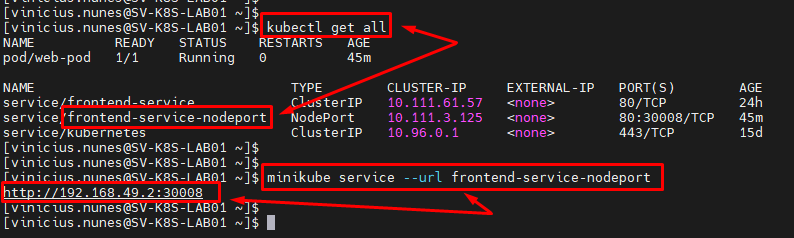 [vinicius.nunes@SV-K8S-LAB01 ~]$
[vinicius.nunes@SV-K8S-LAB01 ~]$ kubectl get all
NAME READY STATUS RESTARTS AGE
pod/web-pod 1/1 Running 0 45m
NAME TYPE CLUSTER-IP EXTERNAL-IP PORT(S) AGE
service/frontend-service ClusterIP 10.111.61.57 <none> 80/TCP 24h
service/frontend-service-nodeport NodePort 10.111.3.125 <none> 80:30008/TCP 45m
service/kubernetes ClusterIP 10.96.0.1 <none> 443/TCP 15d
[vinicius.nunes@SV-K8S-LAB01 ~]$
[vinicius.nunes@SV-K8S-LAB01 ~]$
[vinicius.nunes@SV-K8S-LAB01 ~]$ minikube service --url frontend-service-nodeport
http://192.168.49.2:30008
[vinicius.nunes@SV-K8S-LAB01 ~]$
[vinicius.nunes@SV-K8S-LAB01 ~]$